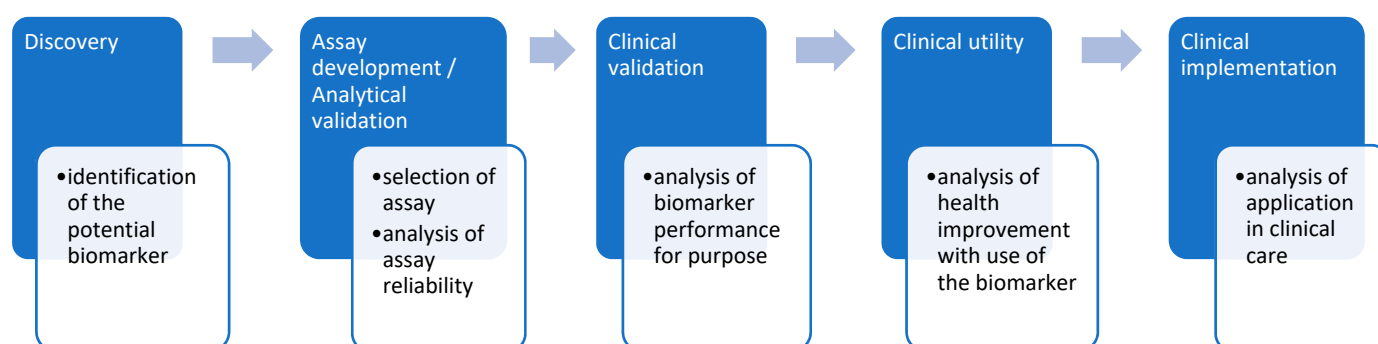 Discovery
•identification
of the
potential
biomarker
Assay
development /
Analytical
validation
•selection of
assay
•analysis of
assay
reliability
Clinical
validation
•analysis of
biomarker
performance
for purpose
Clinical utility
•analysis of
health
improvement
with use of
the biomarker
Clinical
implementation
•analysis of
application
in clinical
care